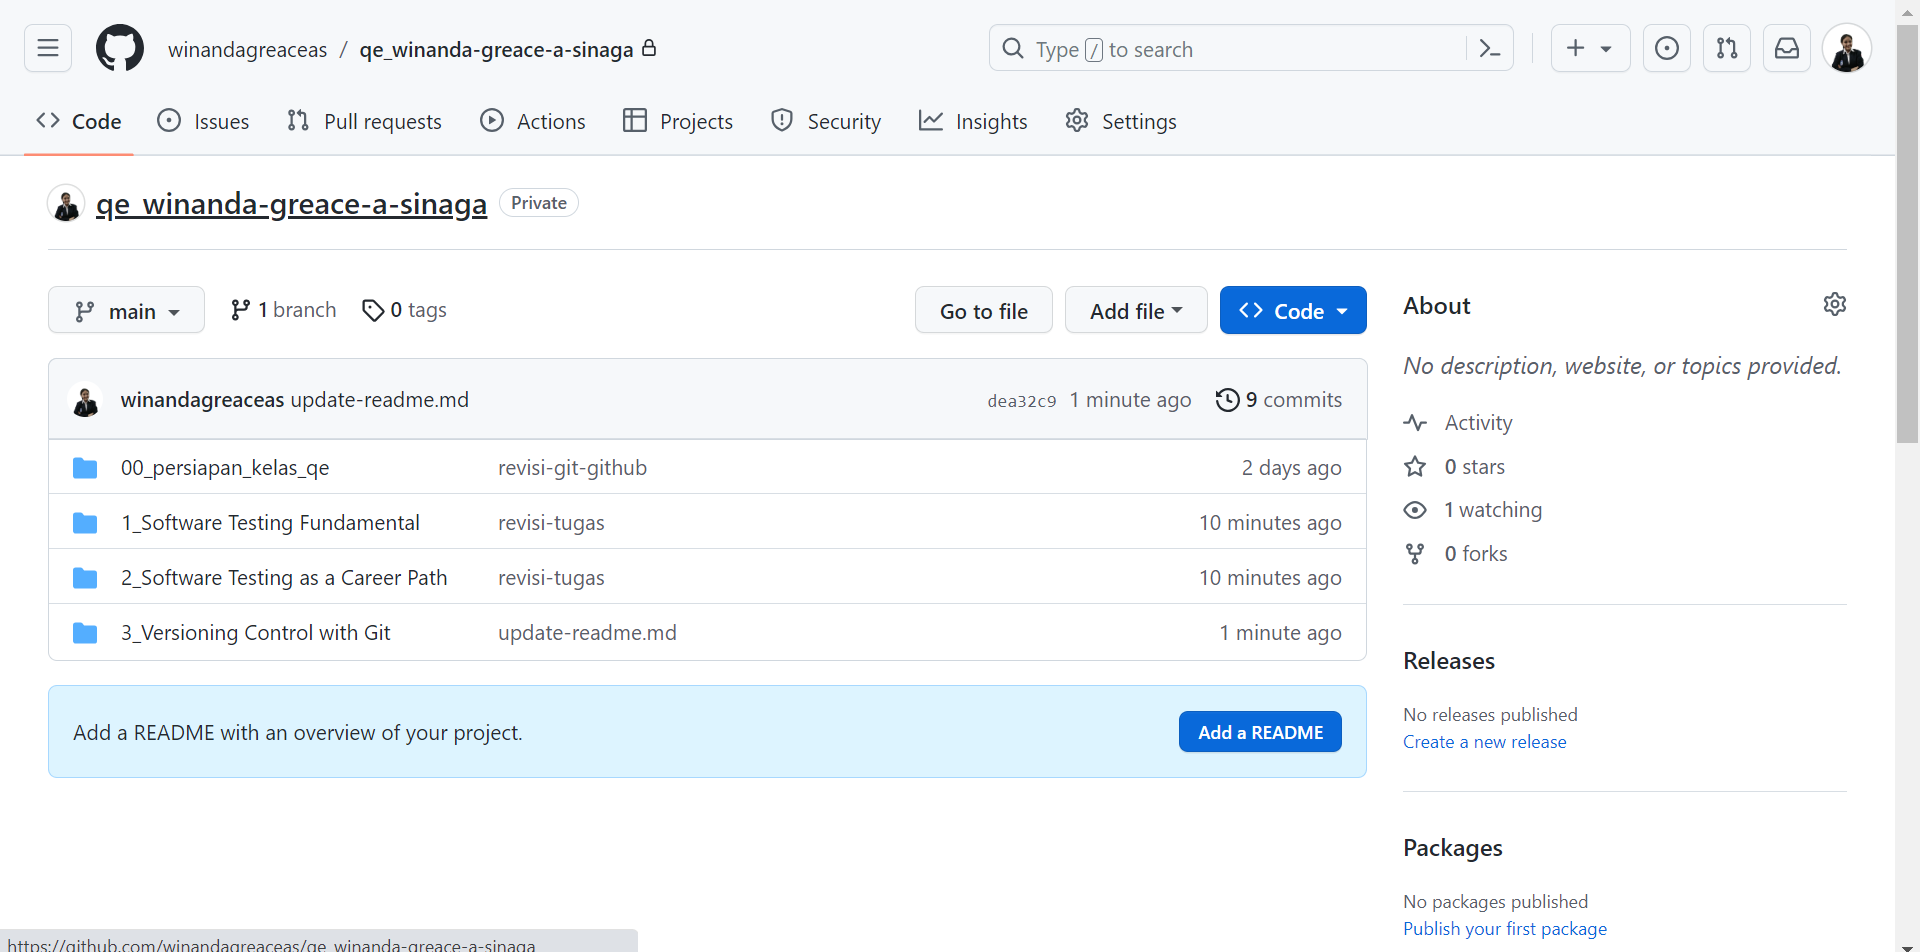 winandagreaceas / qe_winanda-greace-a-sinaga
Type / to search
Code Issues Pull requests Actions Projects Security Insights Settings
qe_winanda-greace-a-sinaga Private
main 1 branch 0 tags Go to file Add file Code
winandagreaceas update-readme.md dea32c9 1 minute ago 9 commits
00_persiapan_kelas_qe revisi-git-github 2 days ago
1_Software Testing Fundamental revisi-tugas 10 minutes ago
2_Software Testing as a Career Path revisi-tugas 10 minutes ago
3_Versioning Control with Git update-readme.md 1 minute ago
Add a README with an overview of your project. Add a README
About
No description, website, or topics provided.
Activity
0 stars
1 watching
0 forks
Releases
No releases published
Create a new release
Packages
No packages published
Publish your first package
https://github.com/winandagreaceas/qe_winanda-greace-a-sinaga